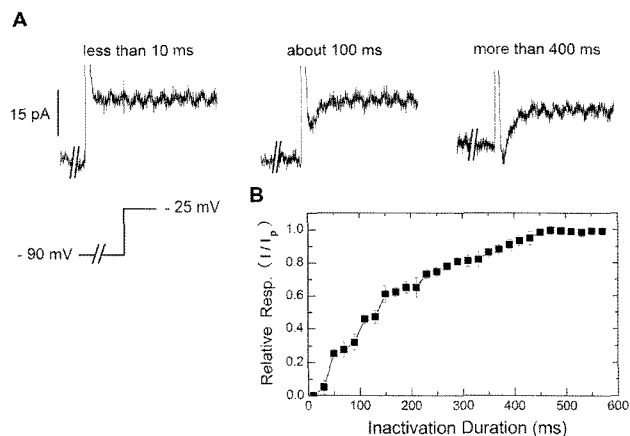 A
less than 10 ms
about 100 ms
more than 400 ms
15 pA
- 25 mV
- 90 mV
B
Relative Resp. ( I / Ip )
1.0
0.8
0.6
0.4
0.2
0.0
0 100 200 300 400 500 600
Inactivation Duration (ms)